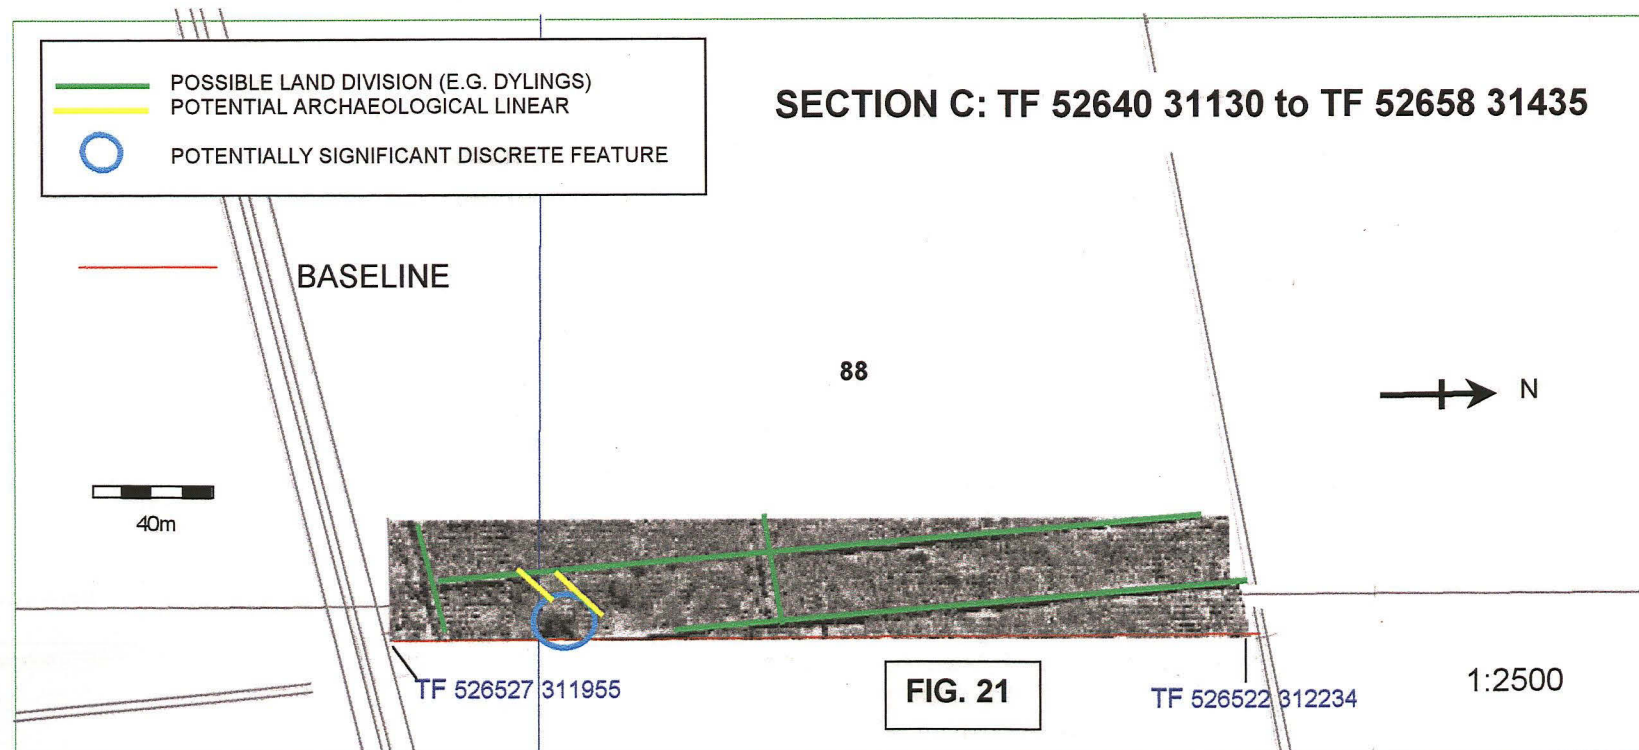 POSSIBLE LAND DIVISION (E.G. DYLINGS)
POTENTIAL ARCHAEOLOGICAL LINEAR
POTENTIALLY SIGNIFICANT DISCRETE FEATURE
SECTION C: TF 52640 31130 to TF 52658 31435
BASELINE
88
N
40m
TF 526527 311955
FIG. 21
TF 526522 312234
1:2500